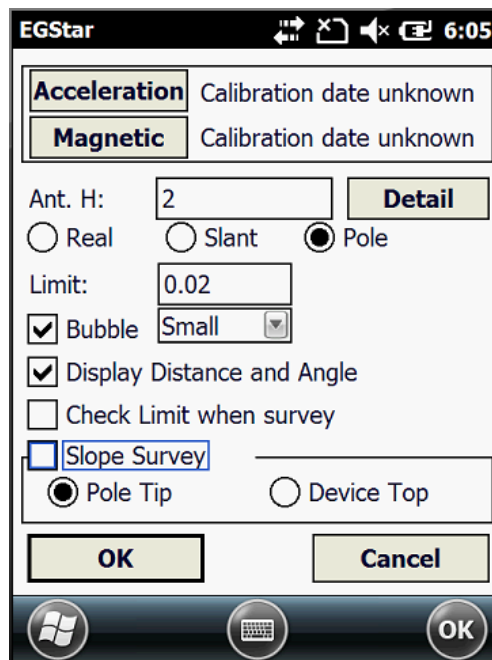 EGStar 6:05
Acceleration Calibration date unknown
Magnetic Calibration date unknown
Ant. H: 2 Detail
Real Slant Pole
Limit: 0.02
Bubble Small
Display Distance and Angle
Check Limit when survey
Slope Survey
Pole Tip Device Top
OK Cancel
OK